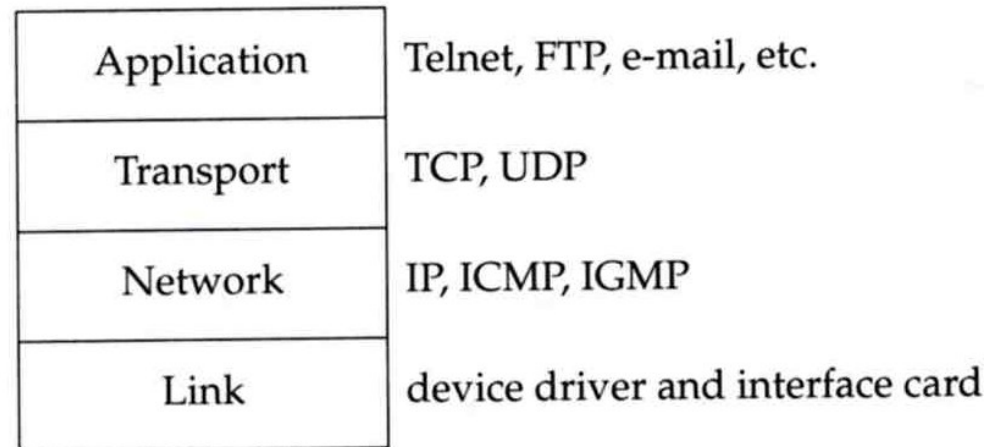 Application Telnet, FTP, e-mail, etc.
Transport TCP, UDP
Network IP, ICMP, IGMP
Link device driver and interface card